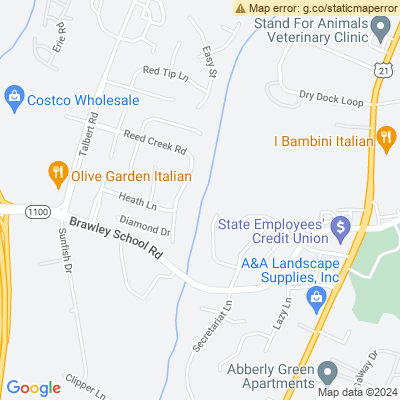 Map error: g.co/staticmaperror
Stand For Animals
Veterinary Clinic
Erie Rd
Easy St
Red Tip Ln
21
Costco Wholesale
Dry Dock Loop
Talbert Rd
Reed Creek Rd
I Bambini Italian
Olive Garden Italian
Heath Ln
1100
Diamond Dr
Brawley School Rd
State Employees'
Credit Union
Sunfish Dr
A&A Landscape
Supplies, Inc
Secretariat Ln
Lazy Ln
Abberly Green
Apartments
Clipper Ln
Google
Map data ©2024